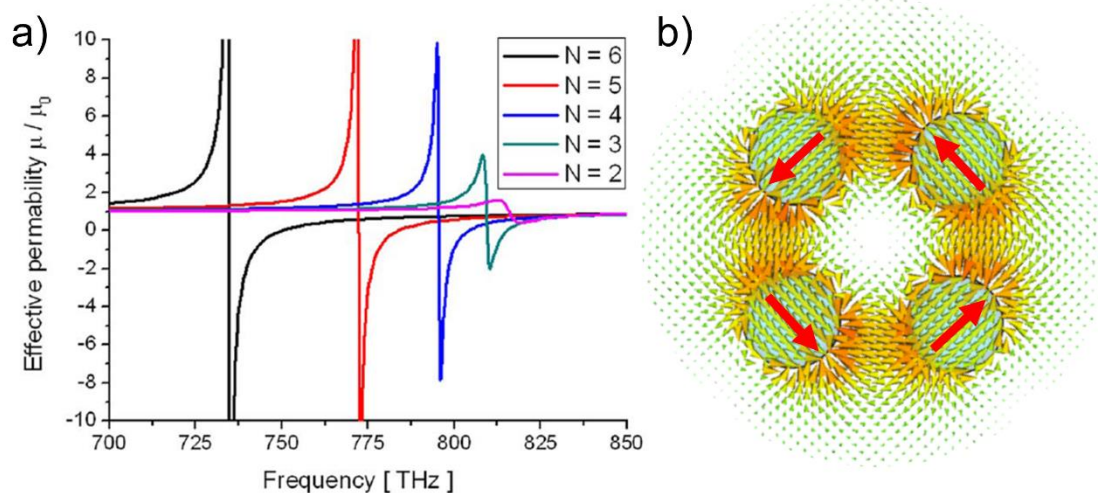 a)
Effective permability μ / μ₀
10
8
6
4
2
0
-2
-4
-6
-8
-10
N = 6
N = 5
N = 4
N = 3
N = 2
700
725
750
775
800
825
850
Frequency [ THz ]
b)